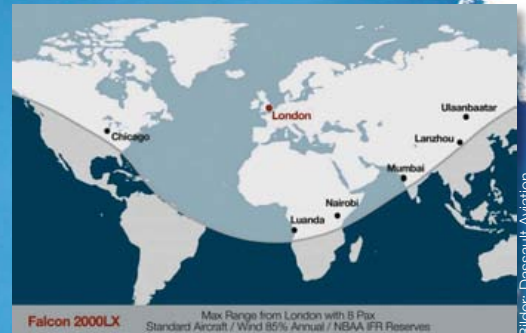 London
Chicago
Ulaanbaatar
Lanzhou
Mumbai
Nairobi
Luanda
Falcon 2000LX
Max Range from London with 8 Pax
Standard Aircraft / Wind 85% Annual / NBAA IFR Reserves
Dassault Aviation